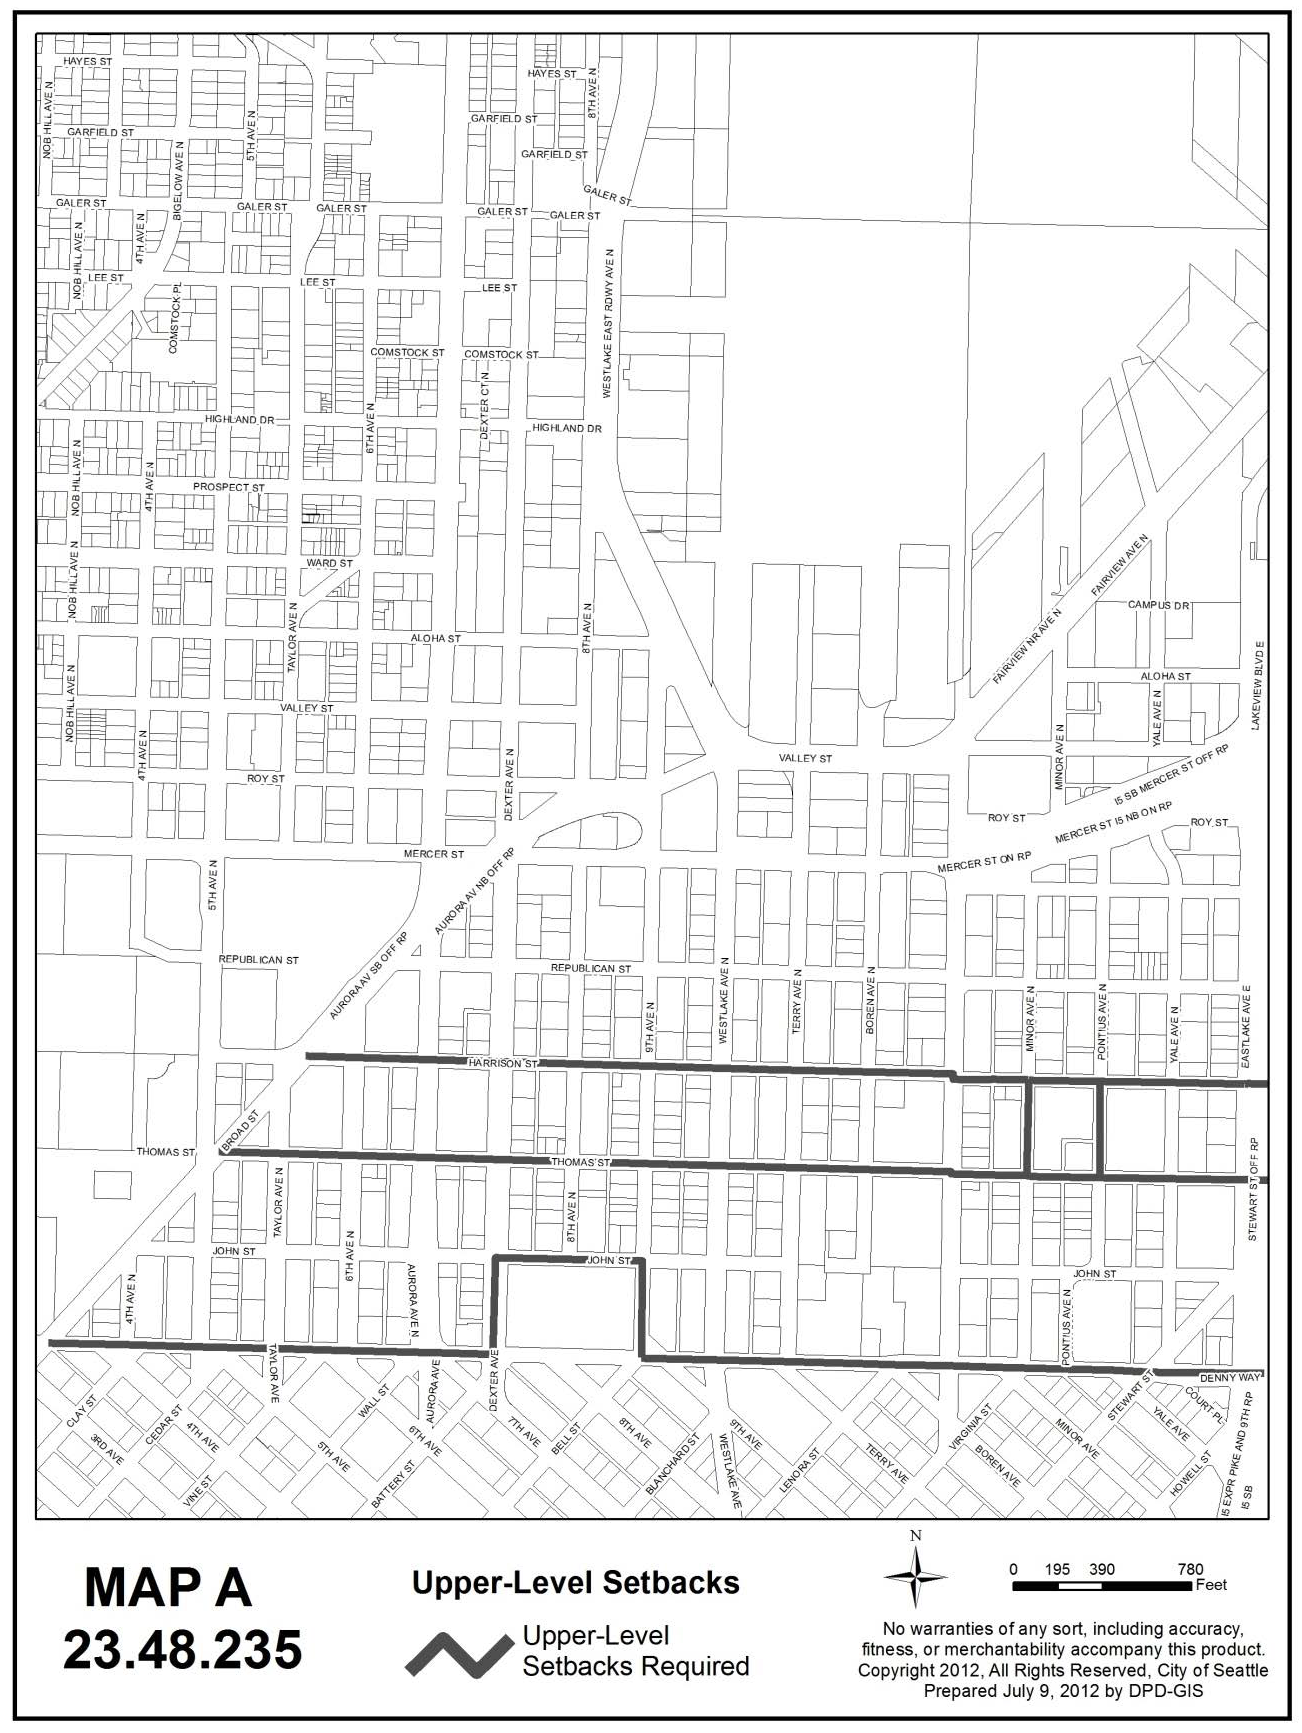 HAYES ST
HAYES ST
NOB HILL AVE N
5TH AVE N
8TH AVE N
GARFIELD ST
GARFIELD ST
GARFIELD ST
BIGELOW AVE N
GALER ST
GALER ST
GALER ST
GALER ST
GALER ST
GALER ST
NOB HILL AVE N
4TH AVE N
LEE ST
LEE ST
LEE ST
COMSTOCK PL
WESTLAKE EAST RDWY AVE N
COMSTOCK ST
COMSTOCK ST
DEXTER CT N
HIGHLAND DR
HIGHLAND DR
6TH AVE N
NOB HILL AVE N
4TH AVE N
PROSPECT ST
NOB HILL AVE N
WARD ST
FAIRVIEW AVE N
TAYLOR AVE N
8TH AVE N
CAMPUS DR
FAIRVIEW NR AVE N
ALOHA ST
ALOHA ST
LAKEVIEW BLVD E
NOB HILL AVE N
YALE AVE N
VALLEY ST
4TH AVE N
MINOR AVE N
VALLEY ST
DEXTER AVE N
ROY ST
I5 SB MERCER ST OFF RP
MERCER ST I5 NB ON RP
ROY ST
ROY ST
MERCER ST
MERCER ST ON RP
5TH AVE N
AURORA AV NB OFF RP
AURORA AV SB OFF RP
REPUBLICAN ST
REPUBLICAN ST
9TH AVE N
WESTLAKE AVE N
TERRY AVE N
BOREN AVE N
MINOR AVE N
PONTIUS AVE N
YALE AVE N
EASTLAKE AVE E
HARRISON ST
BROAD ST
THOMAS ST
THOMAS ST
STEWART ST OFF RP
TAYLOR AVE N
8TH AVE N
6TH AVE N
JOHN ST
JOHN ST
JOHN ST
4TH AVE N
AURORA AVE N
PONTIUS AVE N
TAYLOR AVE
DEXTER AVE
AURORA AVE
WALL ST
DENNY WAY
STEWART ST
COURT PL
CLAY ST
3RD AVE
CEDAR ST
4TH AVE
5TH AVE
6TH AVE
7TH AVE
BELL ST
8TH AVE
BLANCHARD ST
9TH AVE
WESTLAKE AVE
LENORA ST
TERRY AVE
VIRGINIA ST
BOREN AVE
MINOR AVE
YALE AVE
HOWELL ST
VINE ST
BATTERY ST
I5 EXPR PIKE AND 9TH RP
I5 SB
MAP A
23.48.235
Upper-Level Setbacks
Upper-Level
Setbacks Required
N
0 195 390 780
Feet
No warranties of any sort, including accuracy,
fitness, or merchantability accompany this product.
Copyright 2012, All Rights Reserved, City of Seattle
Prepared July 9, 2012 by DPD-GIS